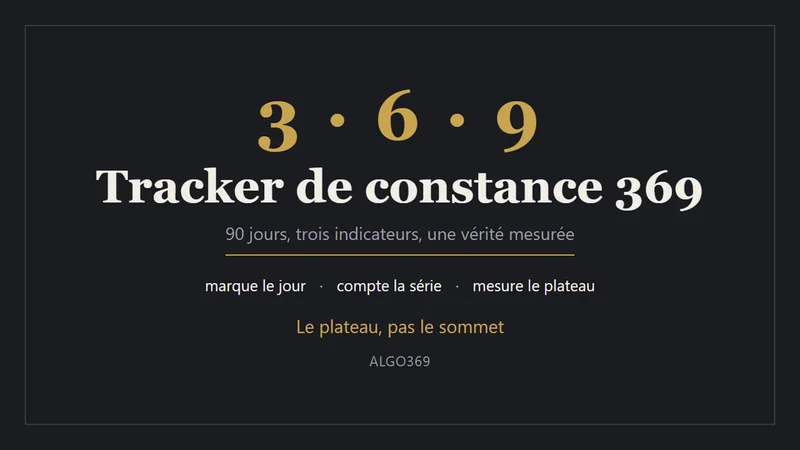 3 · 6 · 9
Tracker de constance 369
90 jours, trois indicateurs, une vérité mesurée
marque le jour · compte la série · mesure le plateau
Le plateau, pas le sommet
ALGO369